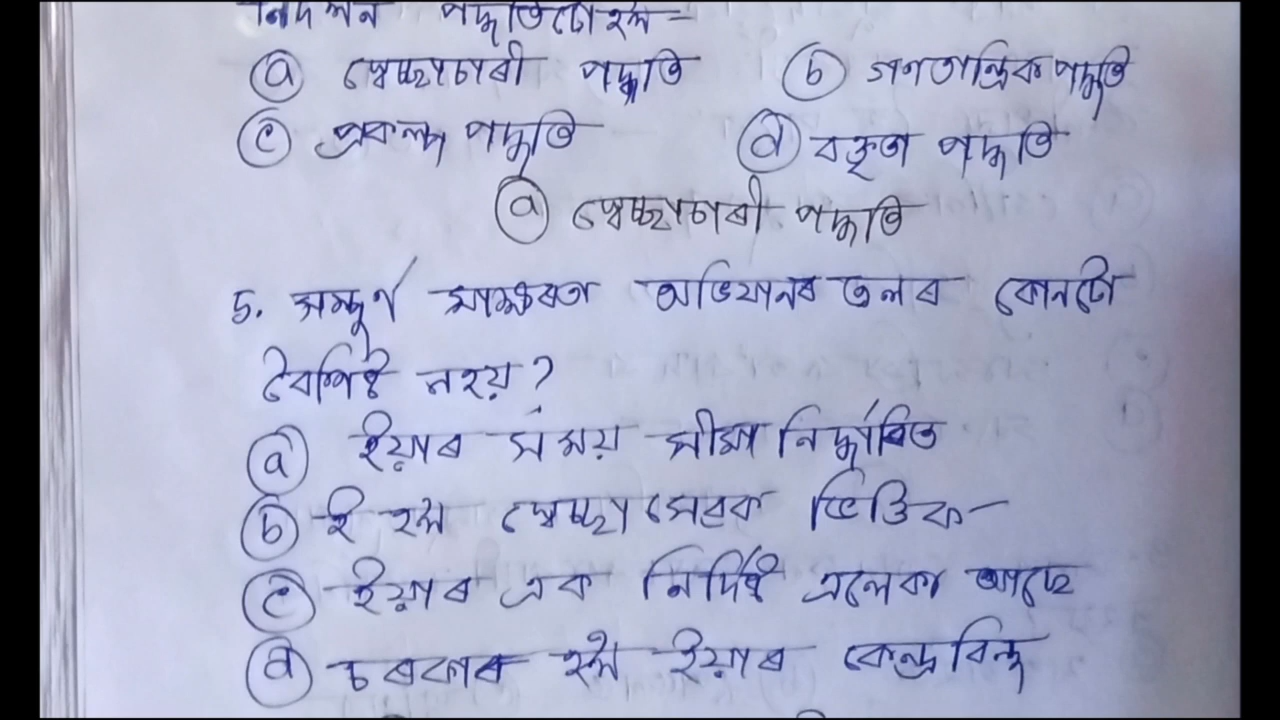 নিৰ্দেশন পদ্ধতিটো হ'ল —
ⓐ স্বেচ্ছাচাৰী পদ্ধতি ⓑ গণতান্ত্ৰিক পদ্ধতি
ⓒ প্ৰকল্প পদ্ধতি ⓓ বক্তৃতা পদ্ধতি
ⓐ স্বেচ্ছাচাৰী পদ্ধতি
5. সম্পূৰ্ণ সাক্ষৰতা অভিযানৰ তলৰ কোনটো
বৈশিষ্ট নহয়?
ⓐ ইয়াৰ সময় সীমা নিৰ্দ্ধাৰিত
ⓑ ই হ'ল স্বেচ্ছাসেৱক ভিত্তিক
ⓒ ইয়াৰ এক নিৰ্দিষ্ট এলেকা আছে
ⓓ চৰকাৰ হ'ল ইয়াৰ কেন্দ্ৰবিন্দু